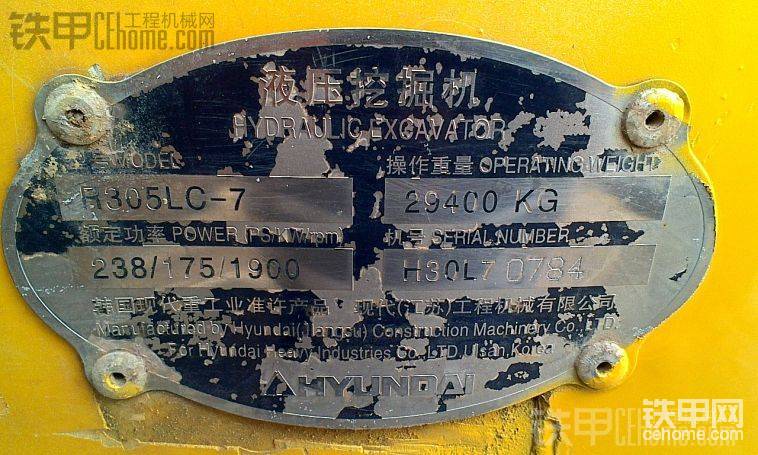 铁甲 工程机械网
CEhome.com
液压挖掘机
HYDRAULIC EXCAVATOR
型号 MODEL
操作重量 OPERATING WEIGHT
R305LC-7
29400 KG
额定功率 POWER (PS/KW/rpm)
机号 SERIAL NUMBER
238/175/1900
H30L7 0784
韩国现代重工业准许产品 现代(江苏)工程机械有限公司
Manufactured by Hyundai(Jiangsu) Construction Machinery Co., LTD.
For Hyundai Heavy Industries Co., LTD, Ulsan Korea
HYUNDAI
铁甲网
cehome.com